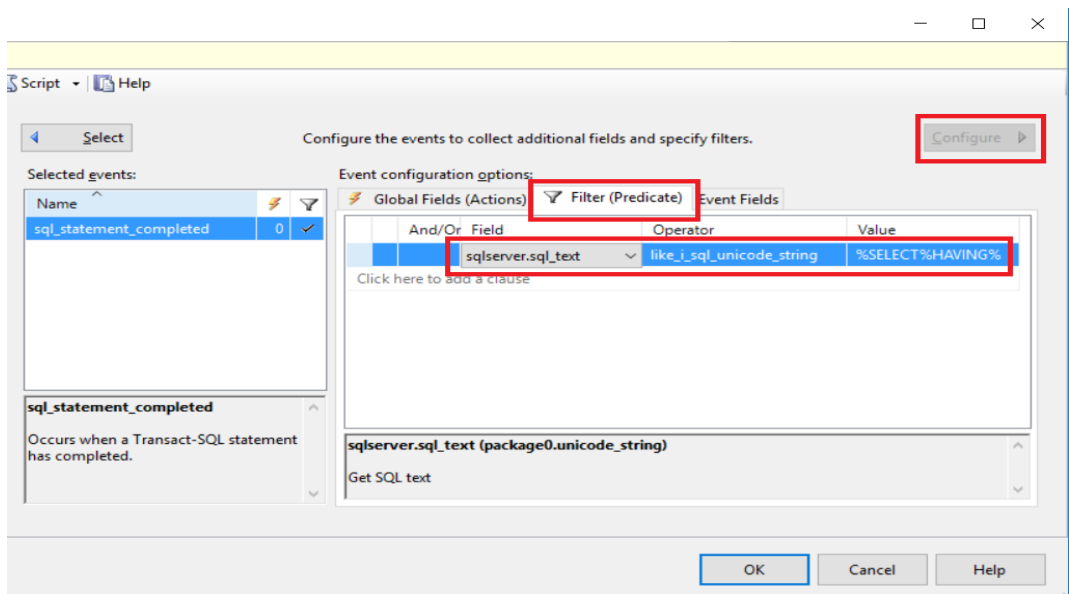 Script Help
Select
Configure the events to collect additional fields and specify filters.
Configure
Selected events:
Event configuration options:
Name
Global Fields (Actions) Filter (Predicate) Event Fields
sql_statement_completed 0
And/Or Field Operator Value
sqlserver.sql_text like_i_sql_unicode_string %SELECT%HAVING%
Click here to add a clause
sql_statement_completed
Occurs when a Transact-SQL statement
has completed.
sqlserver.sql_text (package0.unicode_string)
Get SQL text
OK Cancel Help